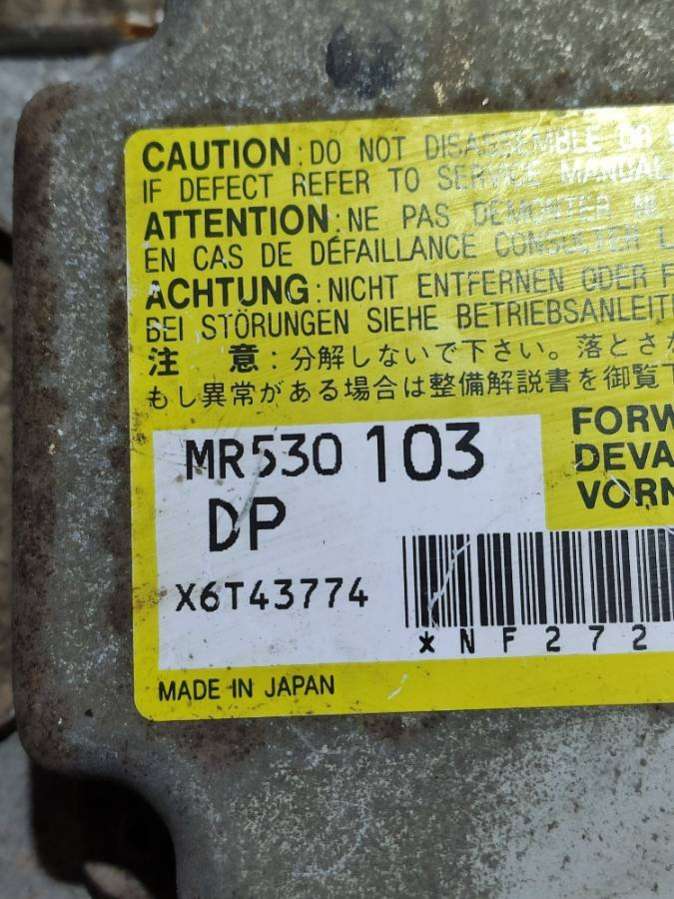 CAUTION: DO NOT DISASSEMBLE OR
IF DEFECT REFER TO SERVICE MANUAL.
ATTENTION: NE PAS DEMONTER NI
EN CAS DE DÉFAILLANCE CONSULTER L
ACHTUNG: NICHT ENTFERNEN ODER F
BEI STÖRUNGEN SIEHE BETRIEBSANLEIT
注 意:分解しないで下さい。落とさ
もし異常がある場合は整備解説書を御覧下
FORW
DEVA
VORN
MR530 103
DP
X6T43774
*NF272
MADE IN JAPAN